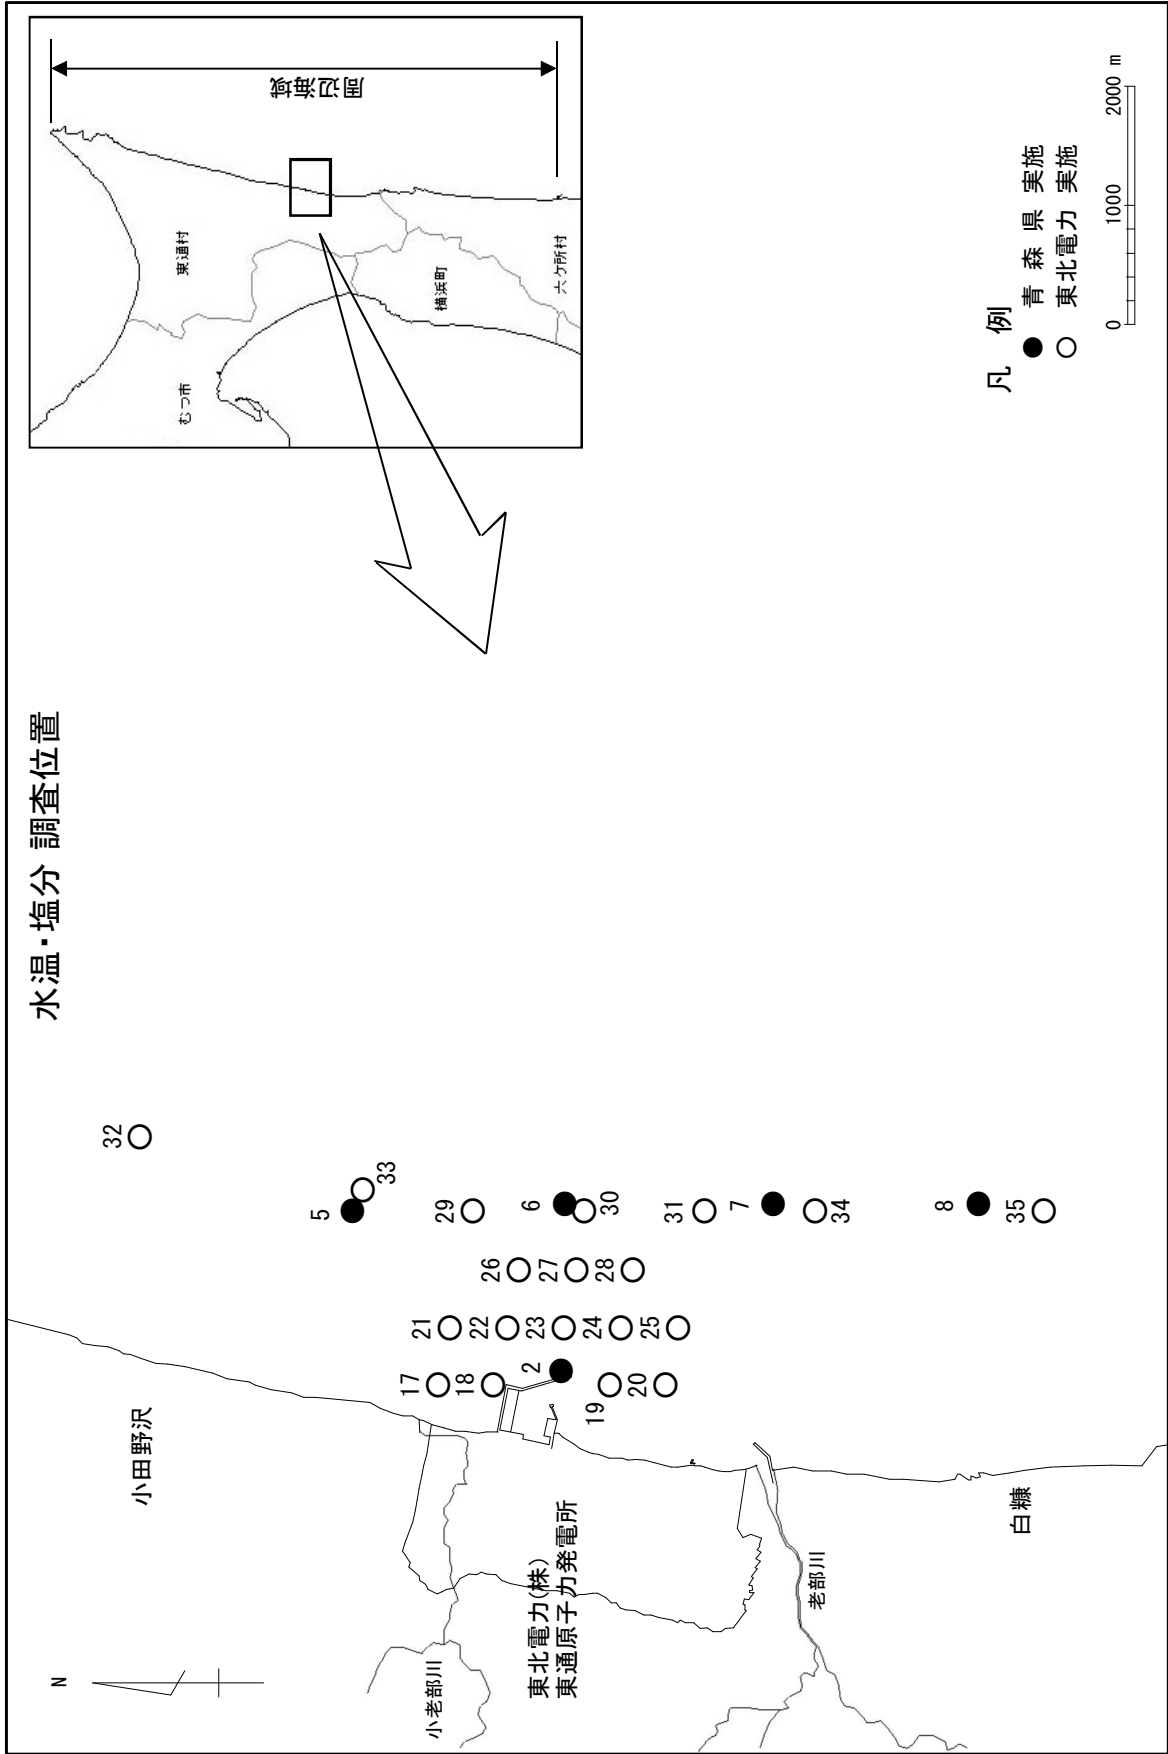 水温・塩分 調査位置
周辺海域
むつ市
東通村
横浜町
六ケ所村
N
小田野沢
小老部川
東北電力(株)
東通原子力発電所
老部川
白糠
32
5
33
29
6
30
31
7
34
8
35
26
27
28
21
22
23
24
25
17
18
2
19
20
凡 例
● 青 森 県 実施
○ 東北電力 実施
0 1000 2000 m